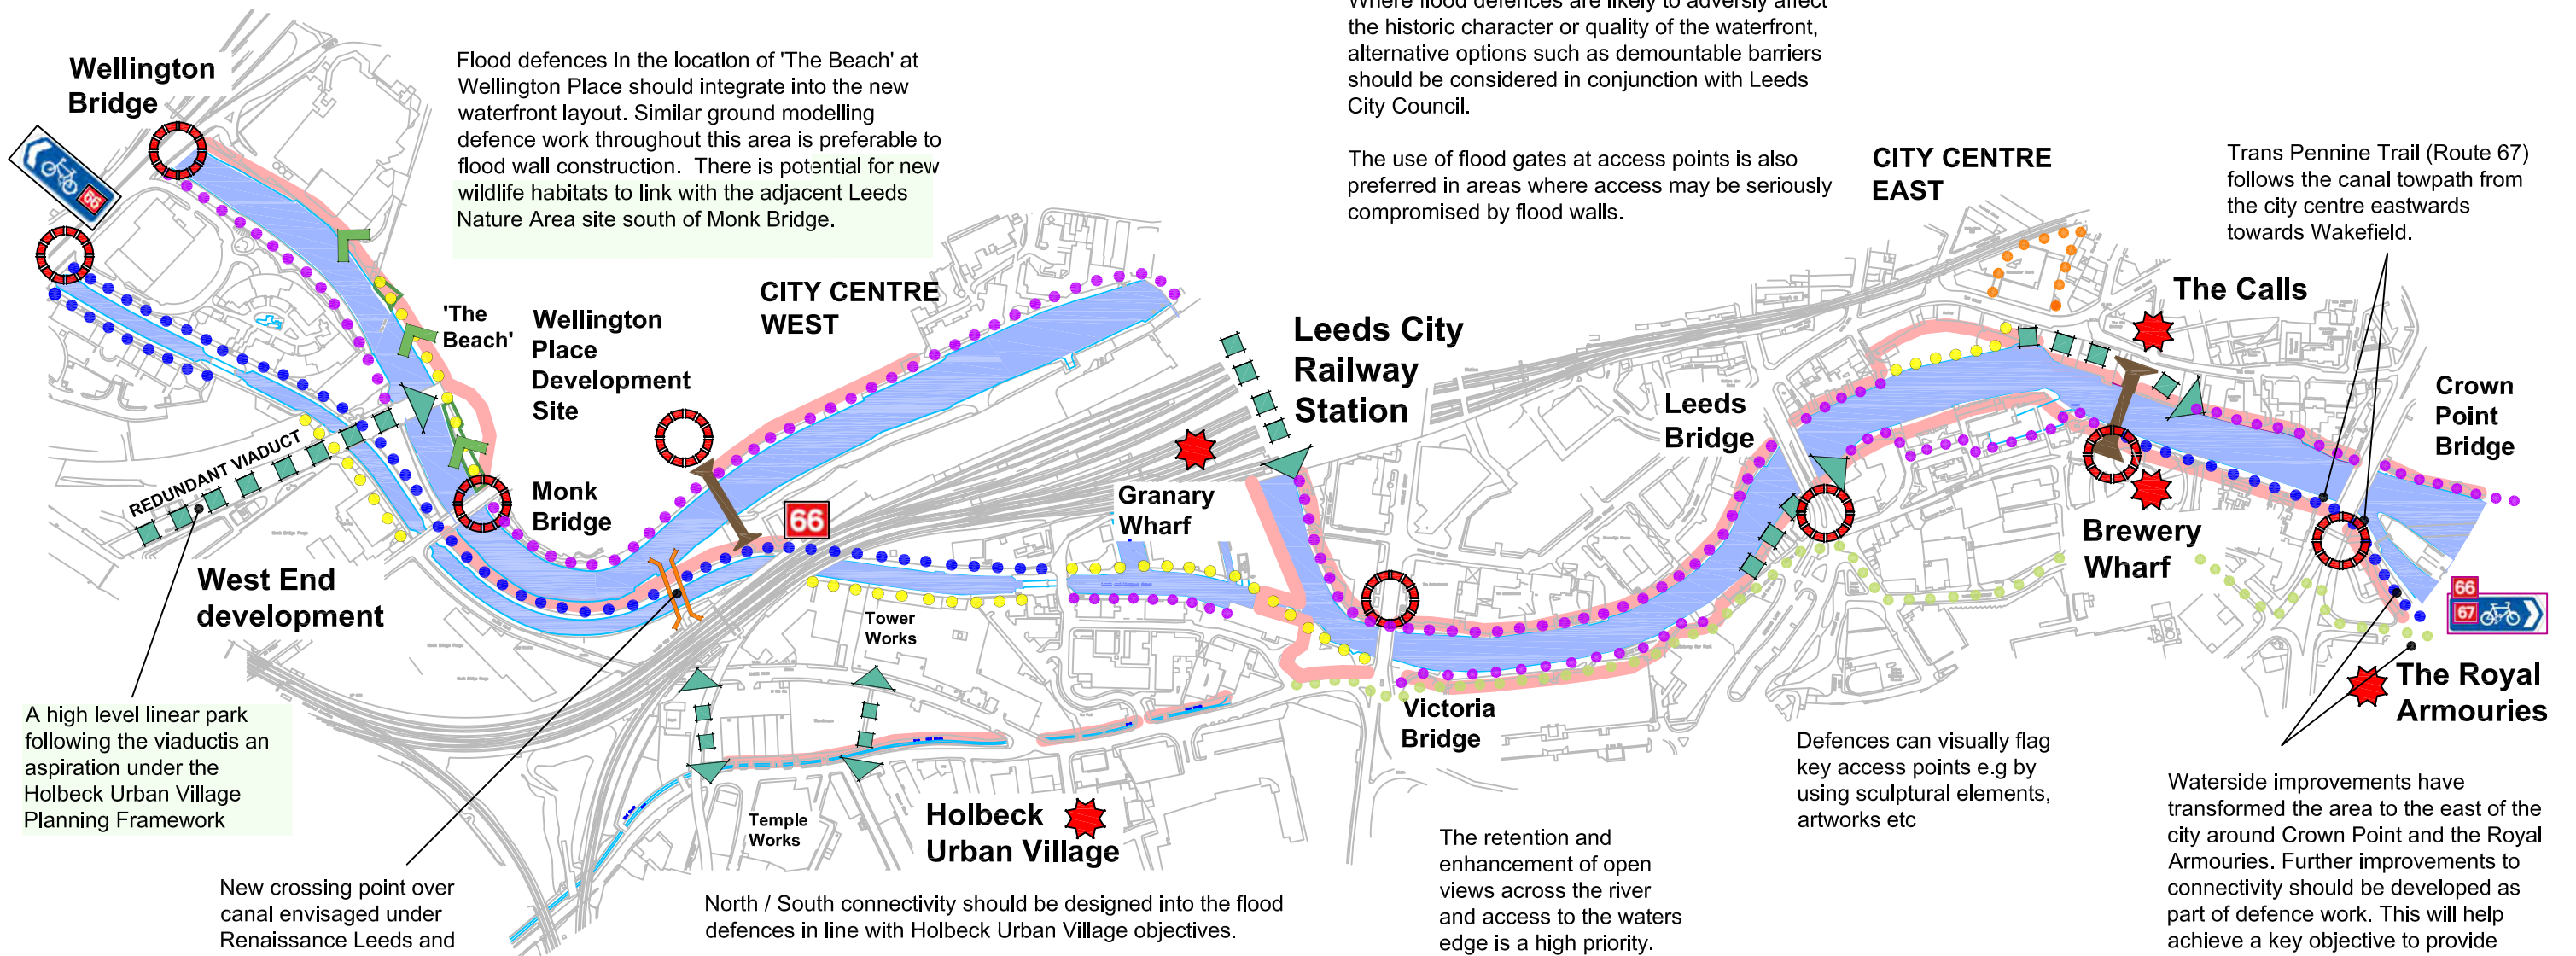 Wellington
Bridge
66
Flood defences in the location of 'The Beach' at
Wellington Place should integrate into the new
waterfront layout. Similar ground modelling
defence work throughout this area is preferable to
flood wall construction. There is potential for new
wildlife habitats to link with the adjacent Leeds
Nature Area site south of Monk Bridge.
Where flood defences are likely to adversly affect
the historic character or quality of the waterfront,
alternative options such as demountable barriers
should be considered in conjunction with Leeds
City Council.
The use of flood gates at access points is also
preferred in areas where access may be seriously
compromised by flood walls.
CITY CENTRE
EAST
Trans Pennine Trail (Route 67)
follows the canal towpath from
the city centre eastwards
towards Wakefield.
'The
Beach'
Wellington
Place
Development
Site
CITY CENTRE
WEST
Leeds City
Railway
Station
The Calls
Leeds
Bridge
Crown
Point
Bridge
REDUNDANT VIADUCT
Monk
Bridge
66
Granary
Wharf
Brewery
Wharf
West End
development
Tower
Works
66
67
The Royal
Armouries
Victoria
Bridge
A high level linear park
following the viaductis an
aspiration under the
Holbeck Urban Village
Planning Framework
Temple
Works
Holbeck
Urban Village
Defences can visually flag
key access points e.g by
using sculptural elements,
artworks etc
Waterside improvements have
transformed the area to the east of the
city around Crown Point and the Royal
Armouries. Further improvements to
connectivity should be developed as
part of defence work. This will help
achieve a key objective to provide
New crossing point over
canal envisaged under
Renaissance Leeds and
North / South connectivity should be designed into the flood
defences in line with Holbeck Urban Village objectives.
The retention and
enhancement of open
views across the river
and access to the waters
edge is a high priority.